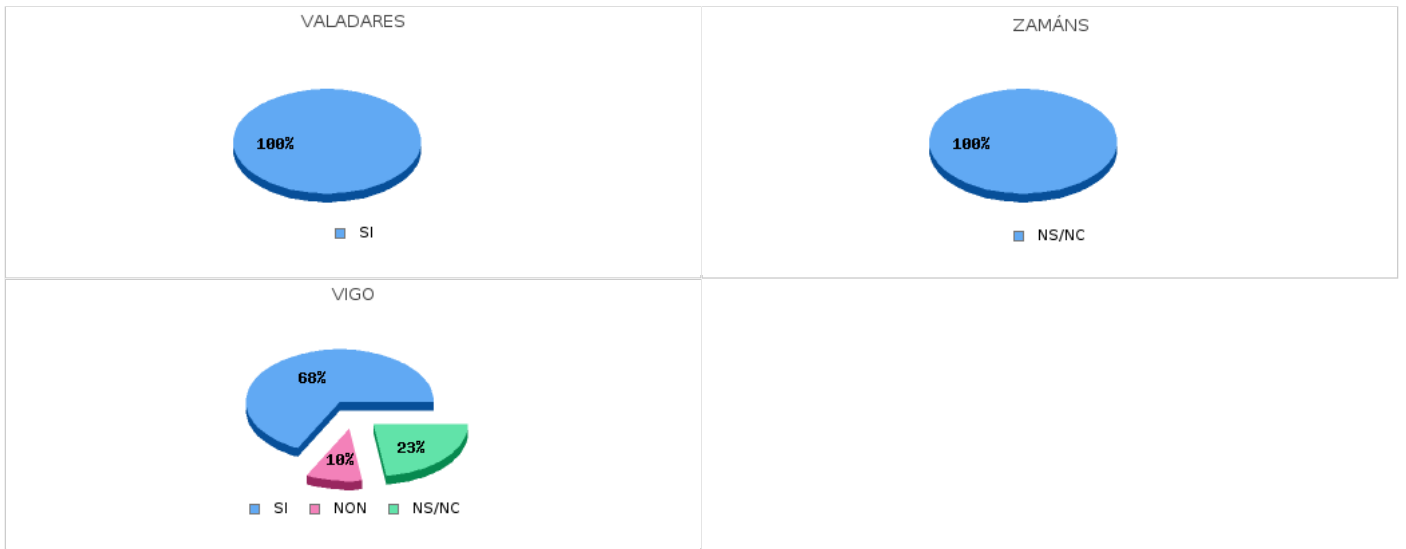 VALADARES
100%
SI
ZAMÁNS
100%
NS/NC
VIGO
68%
10%
23%
SI NON NS/NC